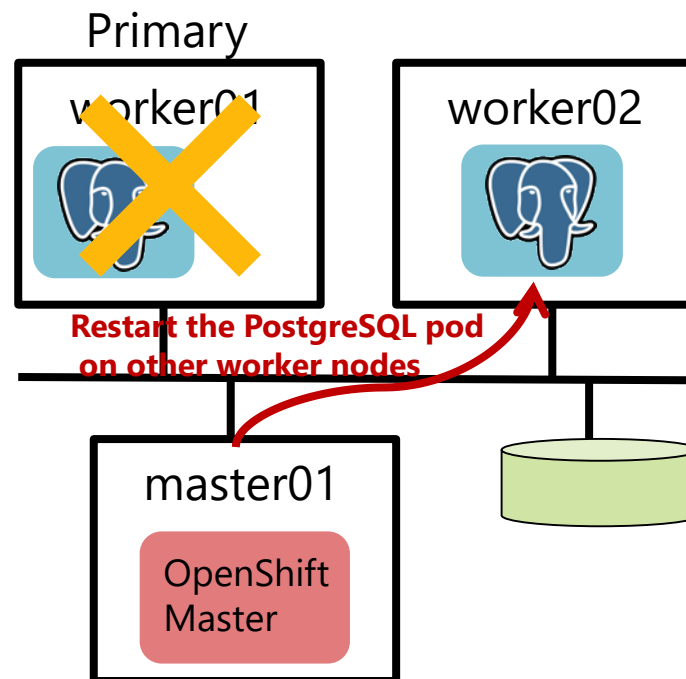 Primary
worker01
worker02
Restart the PostgreSQL pod
on other worker nodes
master01
OpenShift
Master